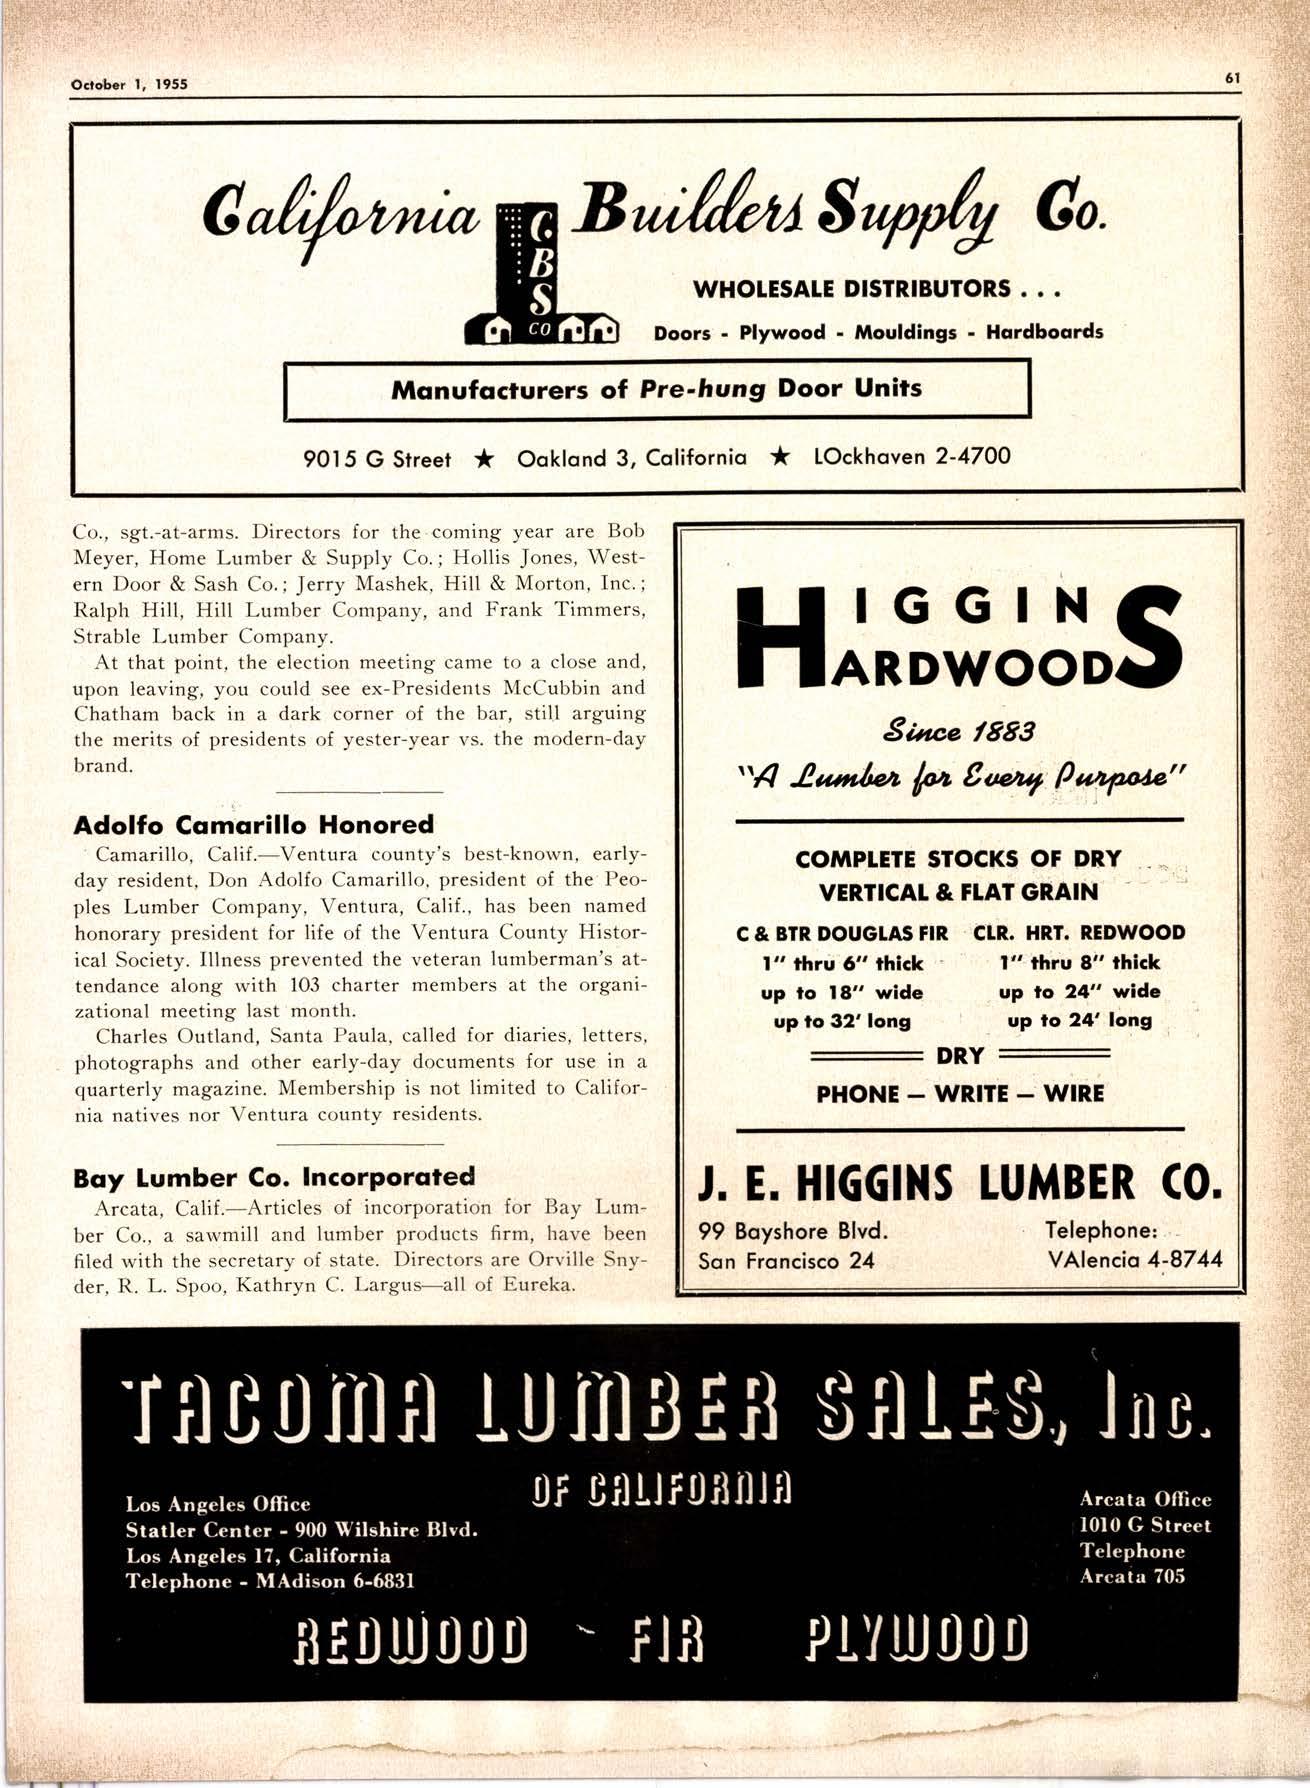 October 1, 1955
61
California Builders Supply Co.
C.
B
S
CO
WHOLESALE DISTRIBUTORS . . .
Doors - Plywood - Mouldings - Hardboards
Manufacturers of Pre-hung Door Units
9015 G Street ★ Oakland 3, California ★ LOckhaven 2-4700
Co., sgt.-at-arms. Directors for the coming year are Bob
Meyer, Home Lumber & Supply Co.; Hollis Jones, West-
ern Door & Sash Co.; Jerry Mashek, Hill & Morton, Inc.;
Ralph Hill, Hill Lumber Company, and Frank Timmers,
Strable Lumber Company.
At that point, the election meeting came to a close and,
upon leaving, you could see ex-Presidents McCubbin and
Chatham back in a dark corner of the bar, still arguing
the merits of presidents of yester-year vs. the modern-day
brand.
Adolfo Camarillo Honored
Camarillo, Calif.—Ventura county's best-known, early-
day resident, Don Adolfo Camarillo, president of the Peo-
ples Lumber Company, Ventura, Calif., has been named
honorary president for life of the Ventura County Histor-
ical Society. Illness prevented the veteran lumberman's at-
tendance along with 103 charter members at the organi-
zational meeting last month.
Charles Outland, Santa Paula, called for diaries, letters,
photographs and other early-day documents for use in a
quarterly magazine. Membership is not limited to Califor-
nia natives nor Ventura county residents.
Bay Lumber Co. Incorporated
Arcata, Calif.—Articles of incorporation for Bay Lum-
ber Co., a sawmill and lumber products firm, have been
filed with the secretary of state. Directors are Orville Sny-
der, R. L. Spoo, Kathryn C. Largus—all of Eureka.
HIGGINS
HARDWOODS
Since 1883
"A Lumber for Every Purpose"
COMPLETE STOCKS OF DRY
VERTICAL & FLAT GRAIN
C & BTR DOUGLAS FIR CLR. HRT. REDWOOD
1" thru 6" thick 1" thru 8" thick
up to 18" wide up to 24" wide
up to 32' long up to 24' long
DRY
PHONE — WRITE — WIRE
J. E. HIGGINS LUMBER CO.
99 Bayshore Blvd. Telephone:
San Francisco 24 VAlencia 4-8744
TACOMA LUMBER SALES, Inc.
OF CALIFORNIA
Los Angeles Office
Statler Center - 900 Wilshire Blvd.
Los Angeles 17, California
Telephone - MAdison 6-6831
Arcata Office
1010 G Street
Telephone
Arcata 705
REDWOOD - FIR PLYWOOD